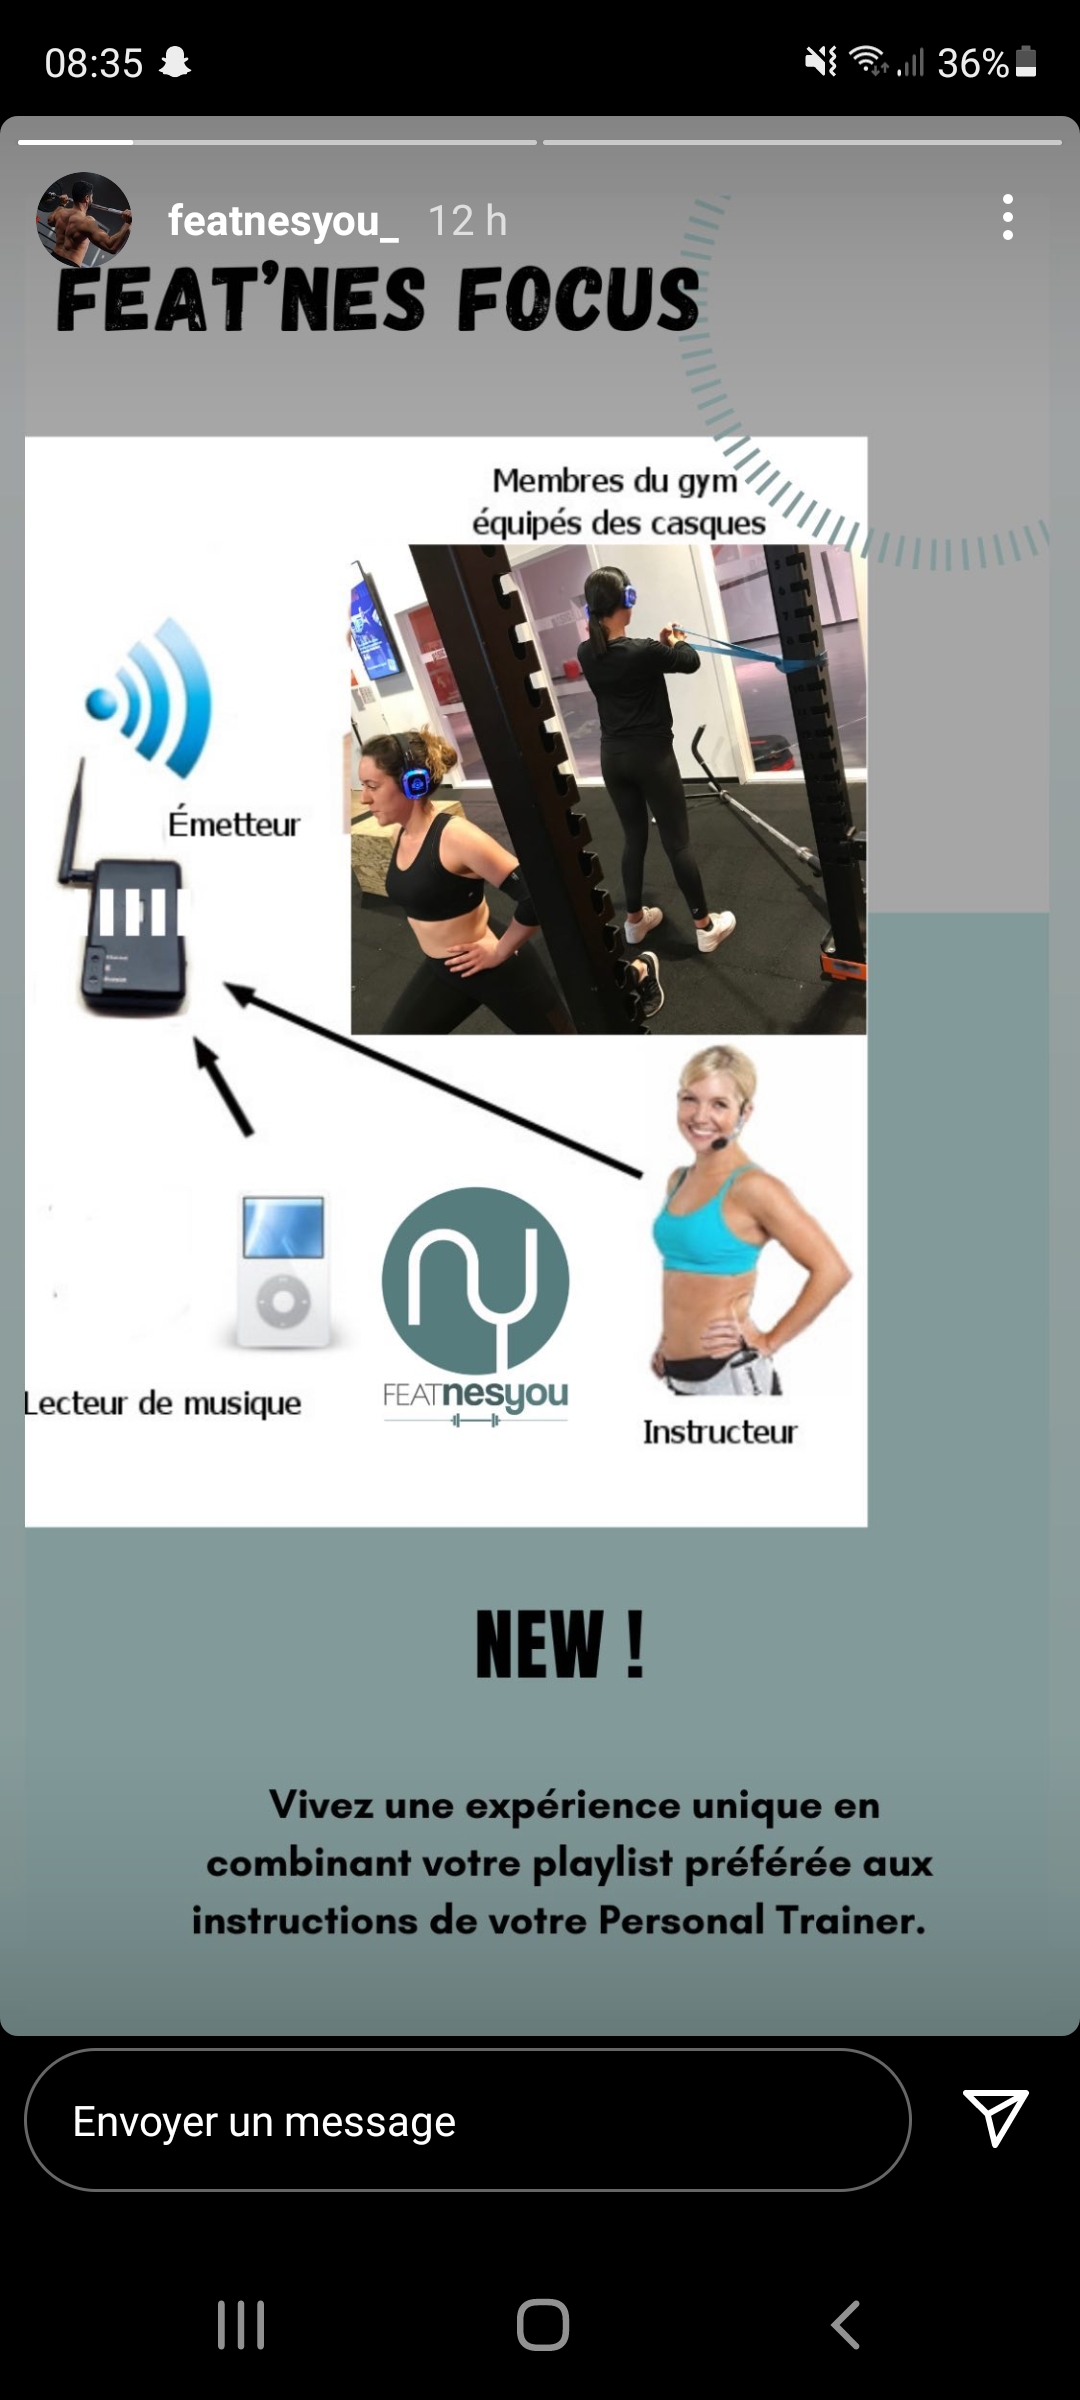 08:35
36%
featnesyou_ 12 h
FEAT'NES FOCUS
Membres du gym
équipés des casques
Émetteur
FEATnesyou
Lecteur de musique
Instructeur
NEW !
Vivez une expérience unique en
combinant votre playlist préférée aux
instructions de votre Personal Trainer.
Envoyer un message